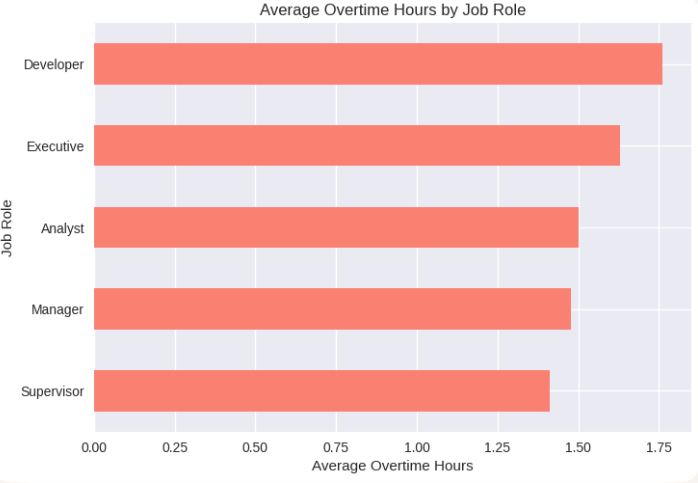 Average Overtime Hours by Job Role
Job Role
Developer
Executive
Analyst
Manager
Supervisor
0.00 0.25 0.50 0.75 1.00 1.25 1.50 1.75
Average Overtime Hours